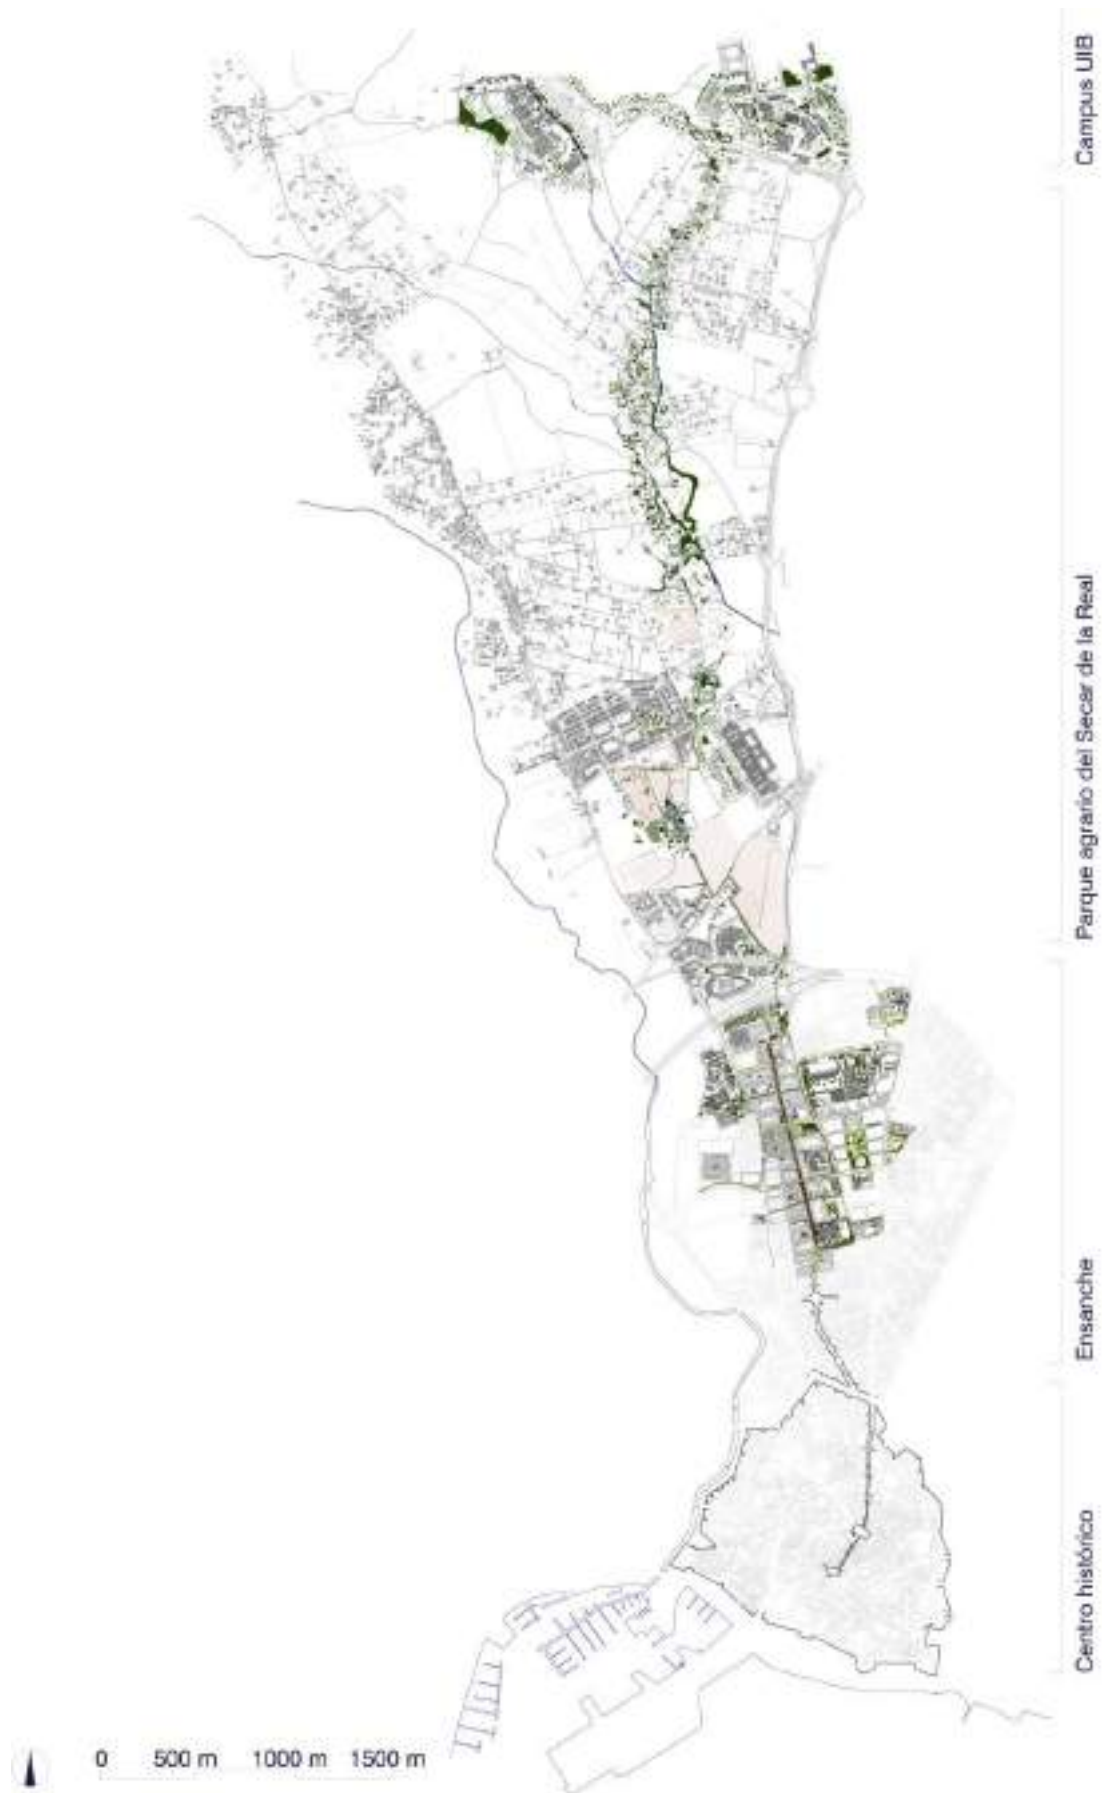 Campus UIB
Parque agrario del Secar de la Real
Ensanche
Centro histórico
0 500 m 1000 m 1500 m